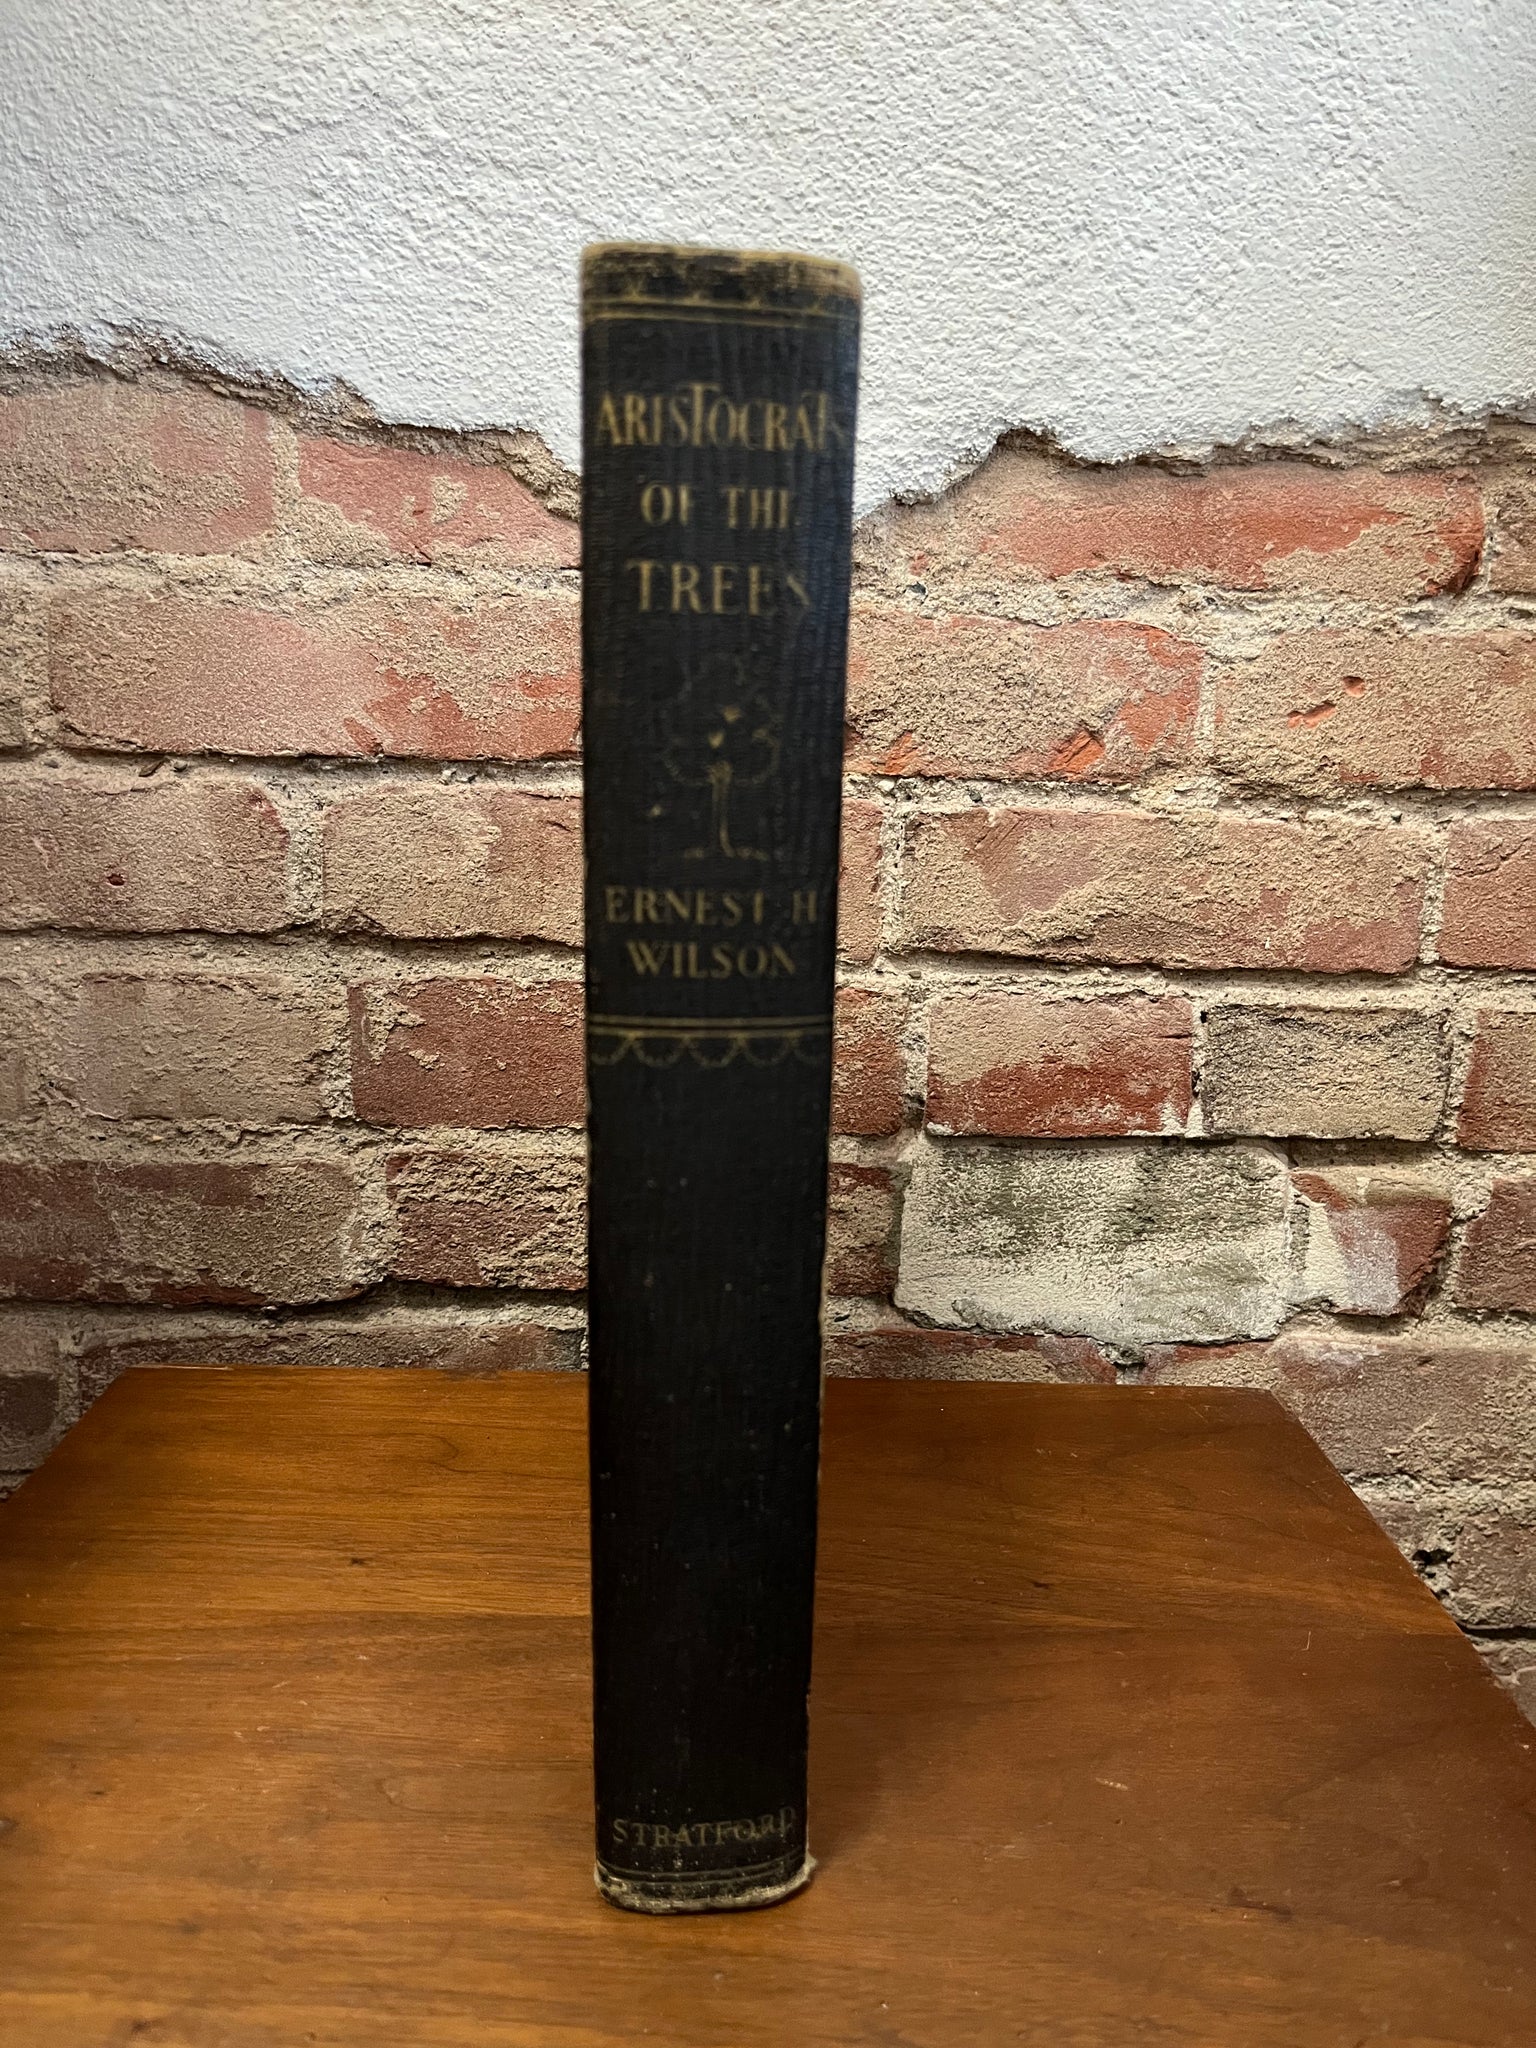 ARISTOCRATS
OF THE
TREES
ERNEST H
WILSON
STRATFORD